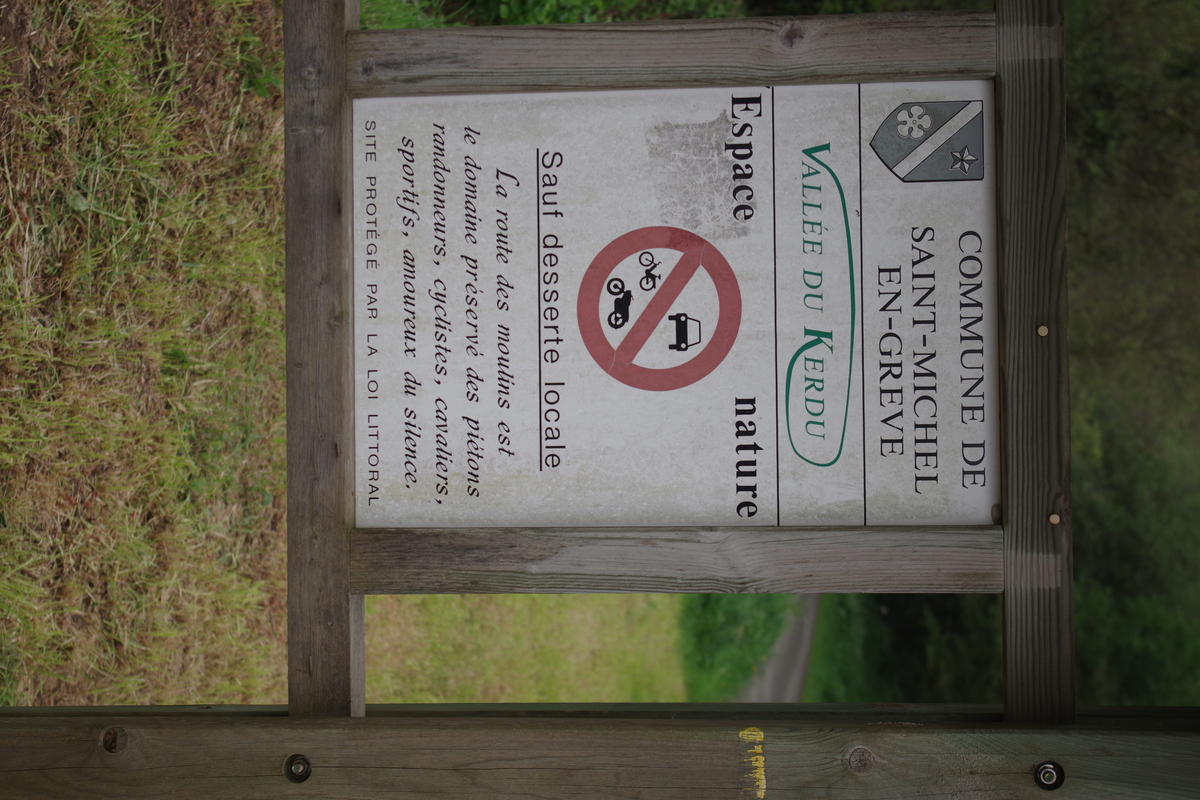 COMMUNE DE
SAINT-MICHEL
EN-GREVE
VALLÉE DU KERDU
Espace nature
Sauf desserte locale
La route des moulins est
le domaine préservé des piétons
randonneurs, cyclistes, cavaliers,
sportifs, amoureux du silence.
SITE PROTÉGÉ PAR LA LOI LITTORAL